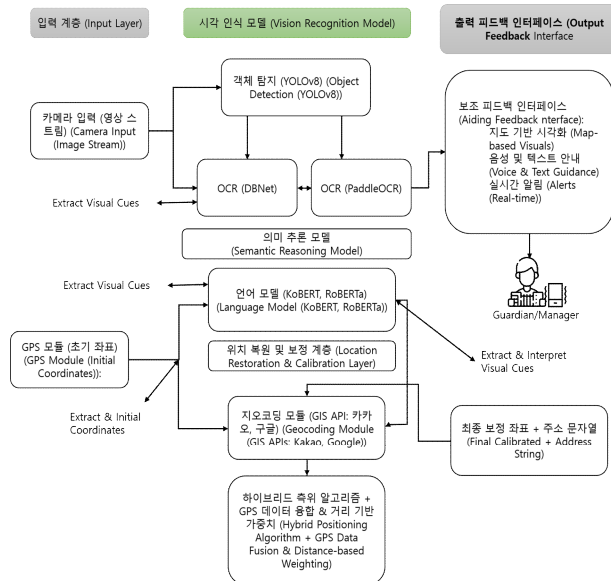 입력 계층 (Input Layer)
시각 인식 모델 (Vision Recognition Model)
출력 피드백 인터페이스 (Output
Feedback Interface
객체 탐지 (YOLOv8) (Object
Detection (YOLOv8))
카메라 입력 (영상 스
트림) (Camera Input
(Image Stream))
보조 피드백 인터페이스
(Aiding Feedback nterface):
지도 기반 시각화 (Map-
based Visuals)
음성 및 텍스트 안내
(Voice & Text Guidance)
실시간 알림 (Alerts
(Real-time))
OCR (DBNet)
OCR (PaddleOCR)
Extract Visual Cues
의미 추론 모델
(Semantic Reasoning Model)
Extract Visual Cues
언어 모델 (KoBERT, RoBERTa)
(Language Model (KoBERT, RoBERTa))
Guardian/Manager
GPS 모듈 (초기 좌표)
(GPS Module (Initial
Coordinates)):
위치 복원 및 보정 계층 (Location
Restoration & Calibration Layer)
Extract & Interpret
Visual Cues
Extract & Initial
Coordinates
지오코딩 모듈 (GIS API: 카카
오, 구글) (Geocoding Module
(GIS APIs: Kakao, Google))
최종 보정 좌표 + 주소 문자열
(Final Calibrated + Address
String)
하이브리드 측위 알고리즘 +
GPS 데이터 융합 & 거리 기반
가중치 (Hybrid Positioning
Algorithm + GPS Data
Fusion & Distance-based
Weighting)